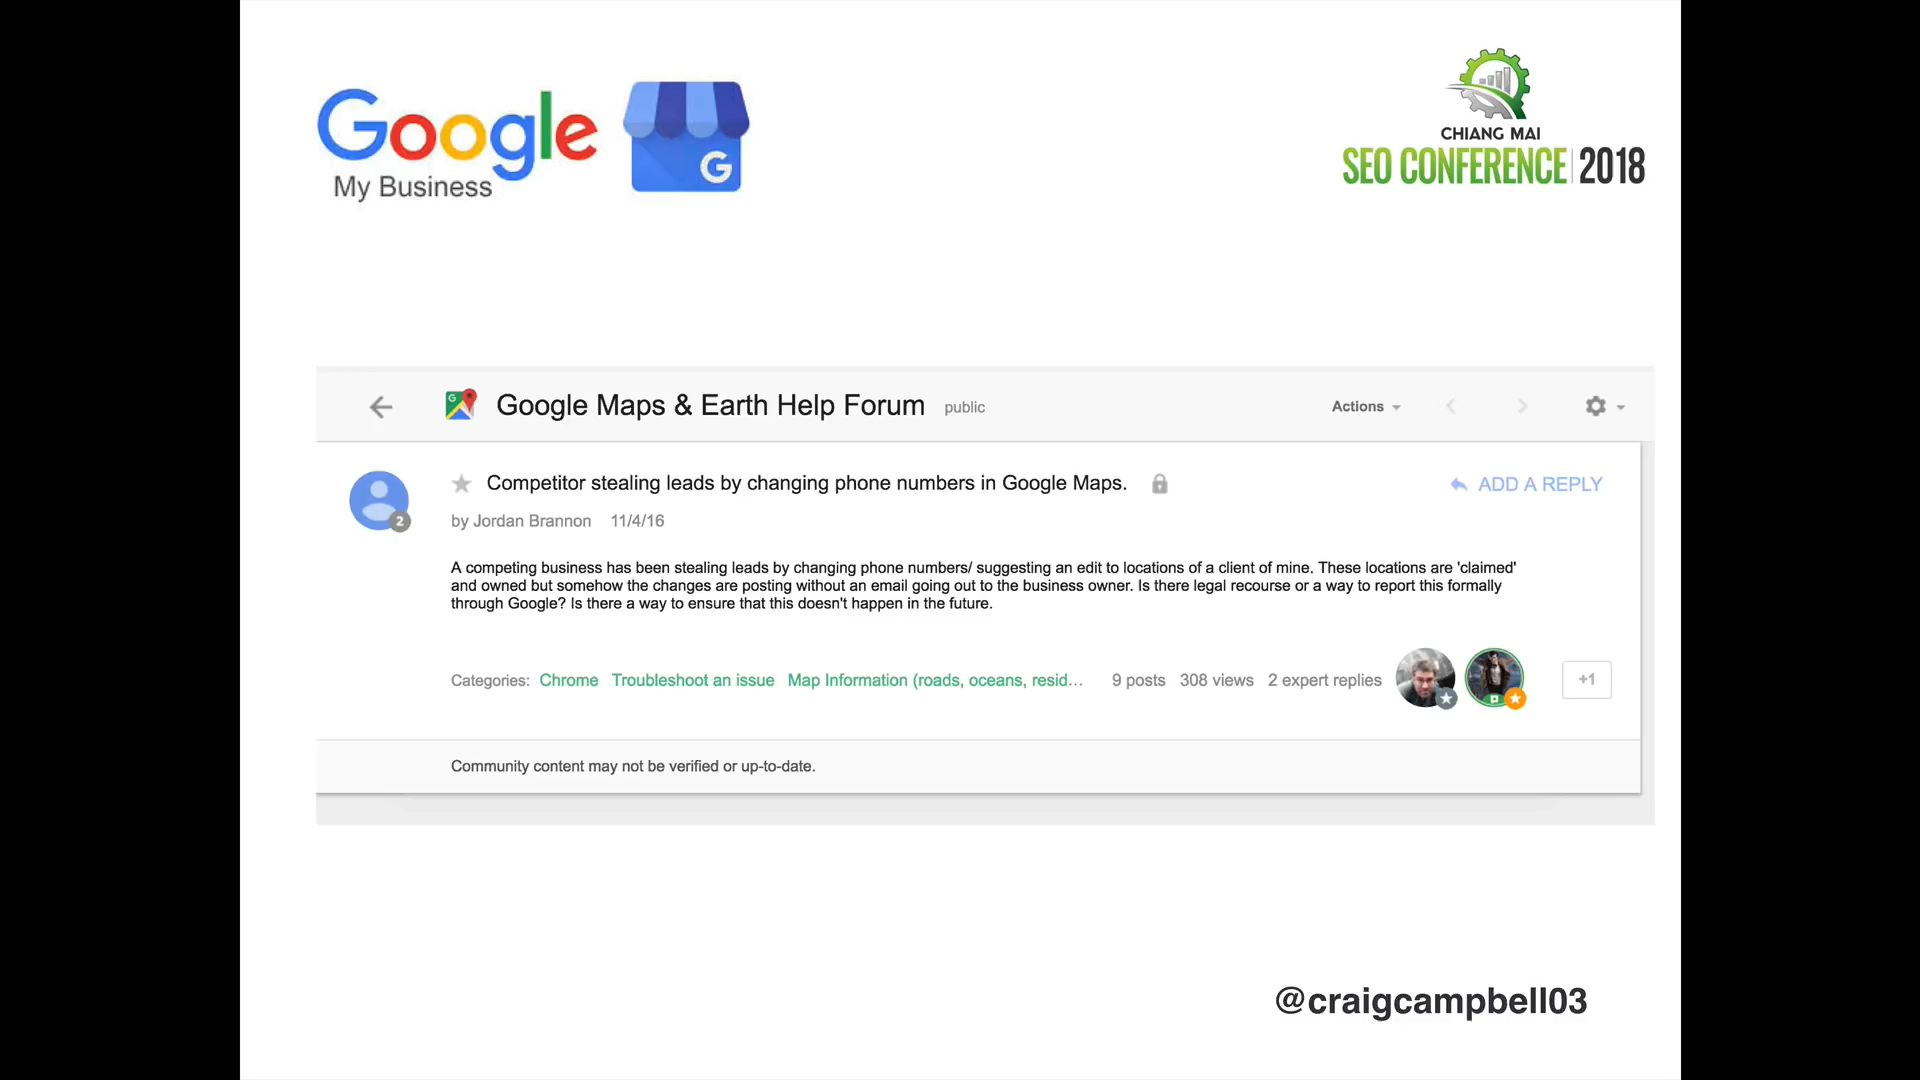 Google
My Business
G
CHIANG MAI
SEO CONFERENCE 2018
Google Maps & Earth Help Forum public
Actions
Competitor stealing leads by changing phone numbers in Google Maps.
ADD A REPLY
2
by Jordan Brannon 11/4/16
A competing business has been stealing leads by changing phone numbers/ suggesting an edit to locations of a client of mine. These locations are 'claimed'
and owned but somehow the changes are posting without an email going out to the business owner. Is there legal recourse or a way to report this formally
through Google? Is there a way to ensure that this doesn't happen in the future.
Categories: Chrome Troubleshoot an issue Map Information (roads, oceans, resid... 9 posts 308 views 2 expert replies +1
Community content may not be verified or up-to-date.
@craigcampbell03